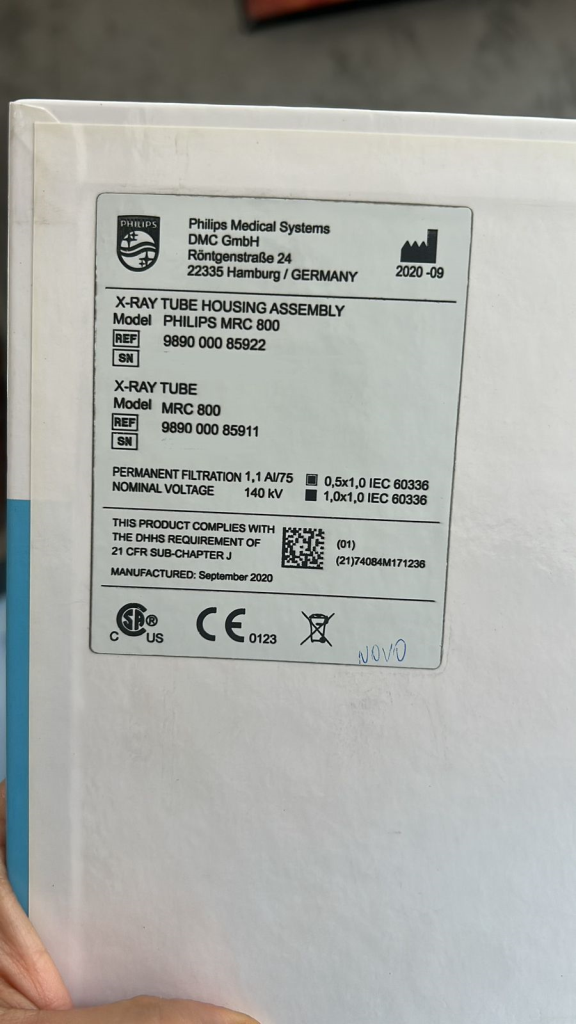 PHILIPS
Philips Medical Systems
DMC GmbH
Röntgenstraße 24
22335 Hamburg / GERMANY
2020 -09
X-RAY TUBE HOUSING ASSEMBLY
Model PHILIPS MRC 800
REF 9890 000 85922
SN
X-RAY TUBE
Model MRC 800
REF 9890 000 85911
SN
PERMANENT FILTRATION 1,1 Al/75 0,5x1,0 IEC 60336
NOMINAL VOLTAGE 140 kV 1,0x1,0 IEC 60336
THIS PRODUCT COMPLIES WITH
THE DHHS REQUIREMENT OF
21 CFR SUB-CHAPTER J
(01)
(21)74084M171236
MANUFACTURED: September 2020
C SA® US
CE 0123
NOVO